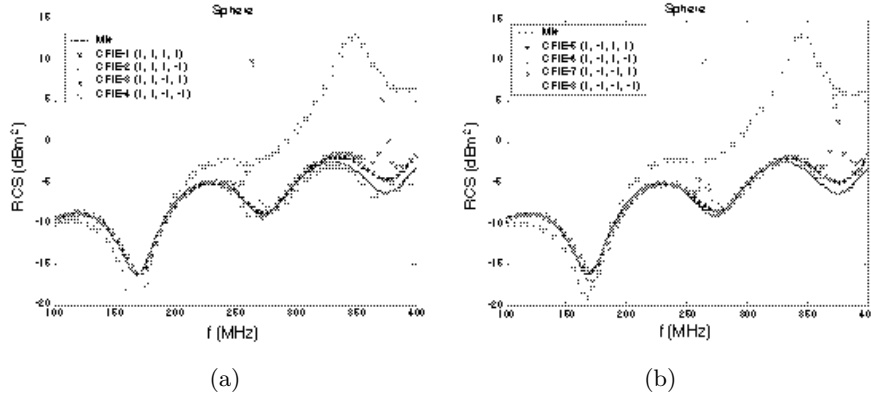 Sphere
15
10
5
0
-5
-10
-15
-20
100
150
200
250
300
350
400
RCS (dBm²)
f (MHz)
Mie
CFIE-1 (1, 1, 1, 1)
CFIE-2 (1, 1, 1, -1)
CFIE-3 (1, 1, -1, 1)
CFIE-4 (1, 1, -1, -1)
(a)
Sphere
15
10
5
0
-5
-10
-15
-20
100
150
200
250
300
350
400
RCS (dBm²)
f (MHz)
Mie
CFIE-5 (1, -1, 1, 1)
CFIE-6 (1, -1, 1, -1)
CFIE-7 (1, -1, -1, 1)
CFIE-8 (1, -1, -1, -1)
(b)